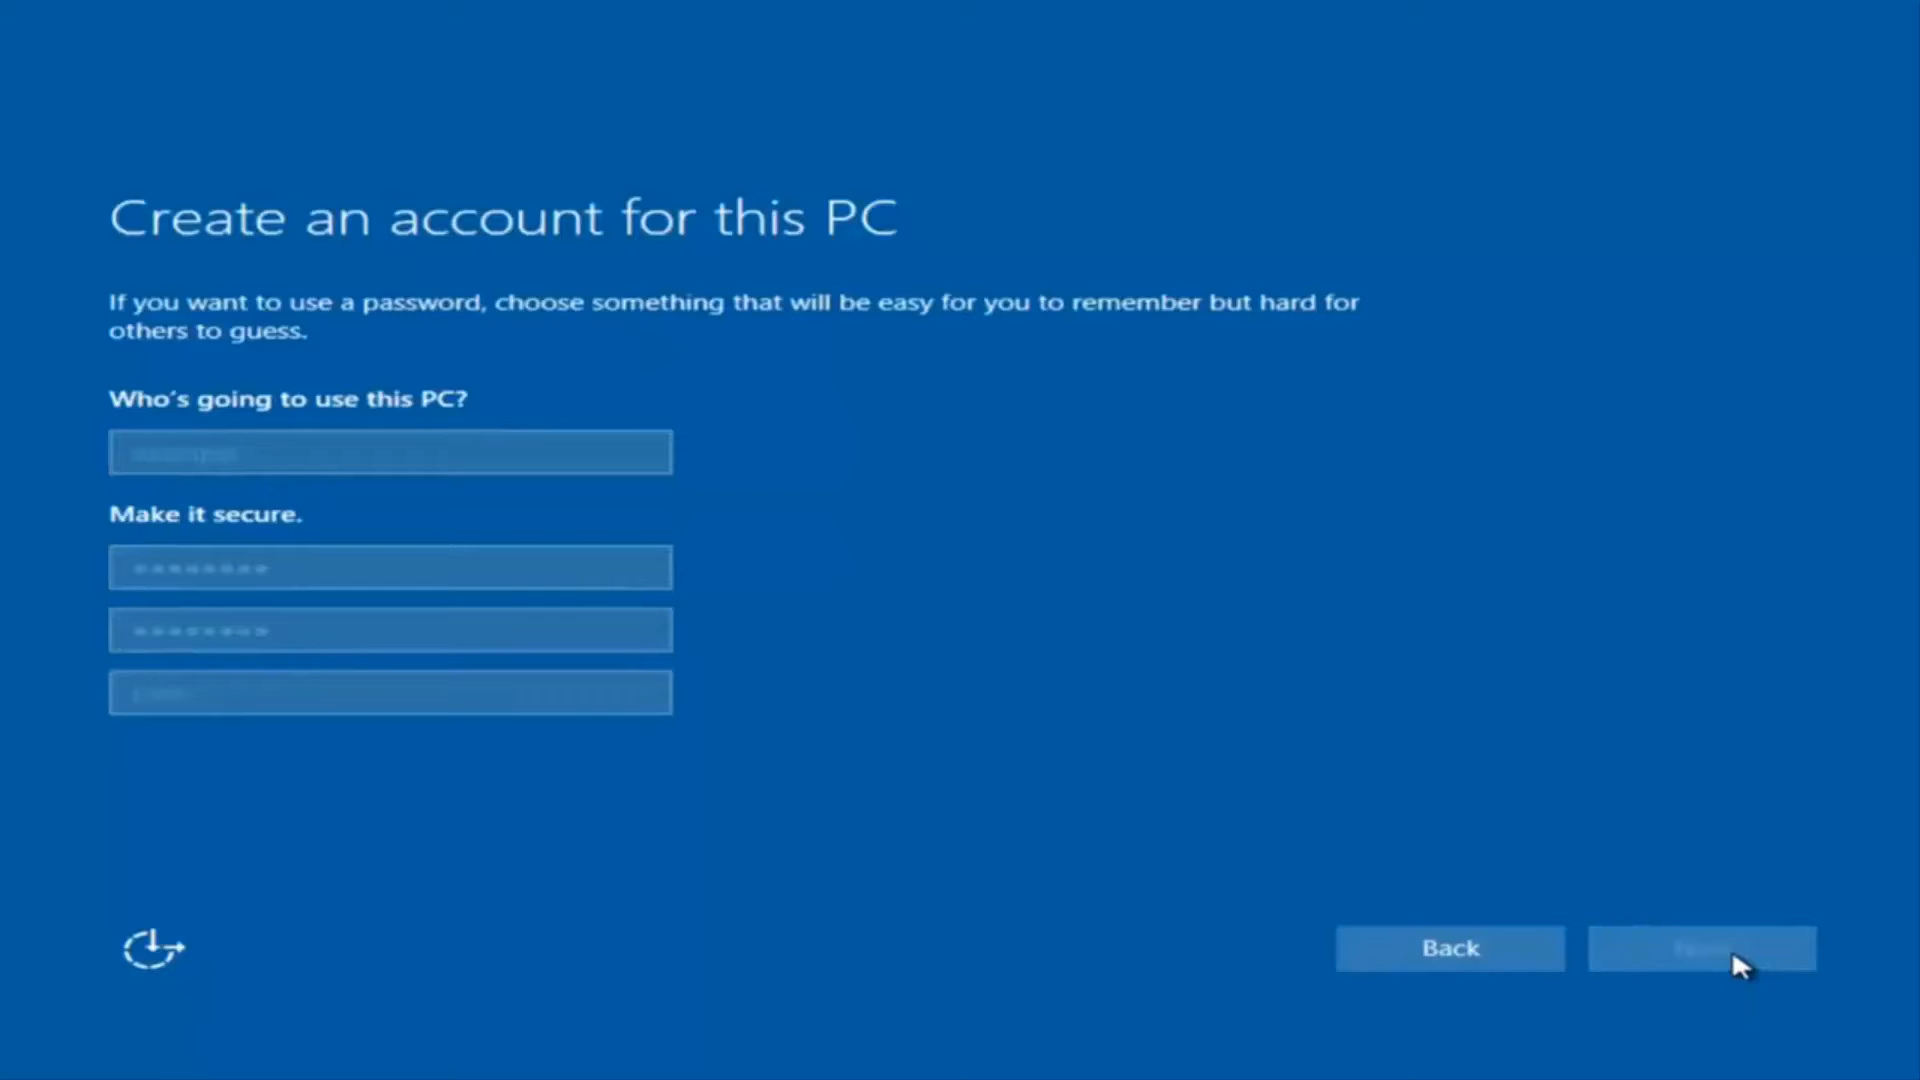 Create an account for this PC
If you want to use a password, choose something that will be easy for you to remember but hard for
others to guess.
Who's going to use this PC?
Make it secure.
Back